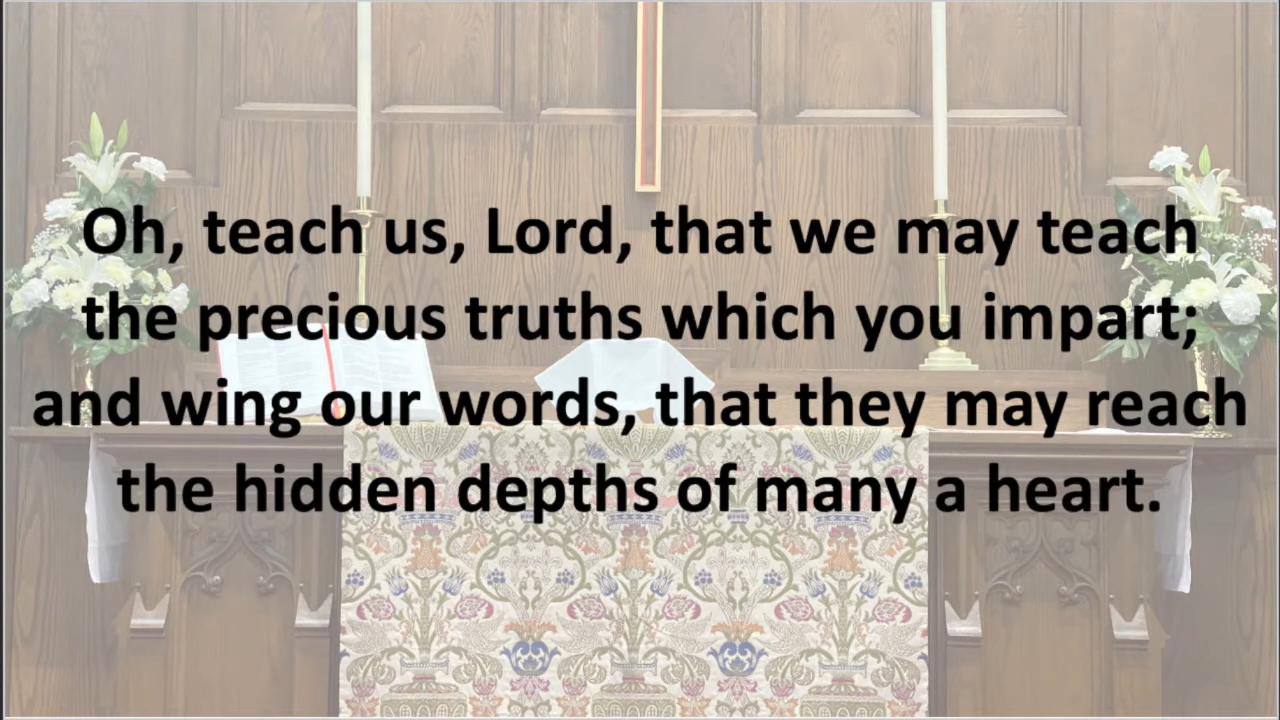 Oh, teach us, Lord, that we may teach
the precious truths which you impart;
and wing our words, that they may reach
the hidden depths of many a heart.